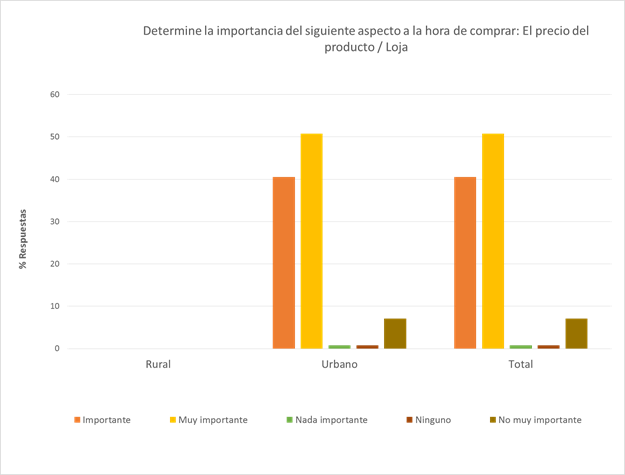 Determine la importancia del siguiente aspecto a la hora de comprar: El precio del
producto / Loja
60
50
40
30
20
10
0
% Respuestas
Rural
Urbano
Total
Importante
Muy importante
Nada importante
Ninguno
No muy importante